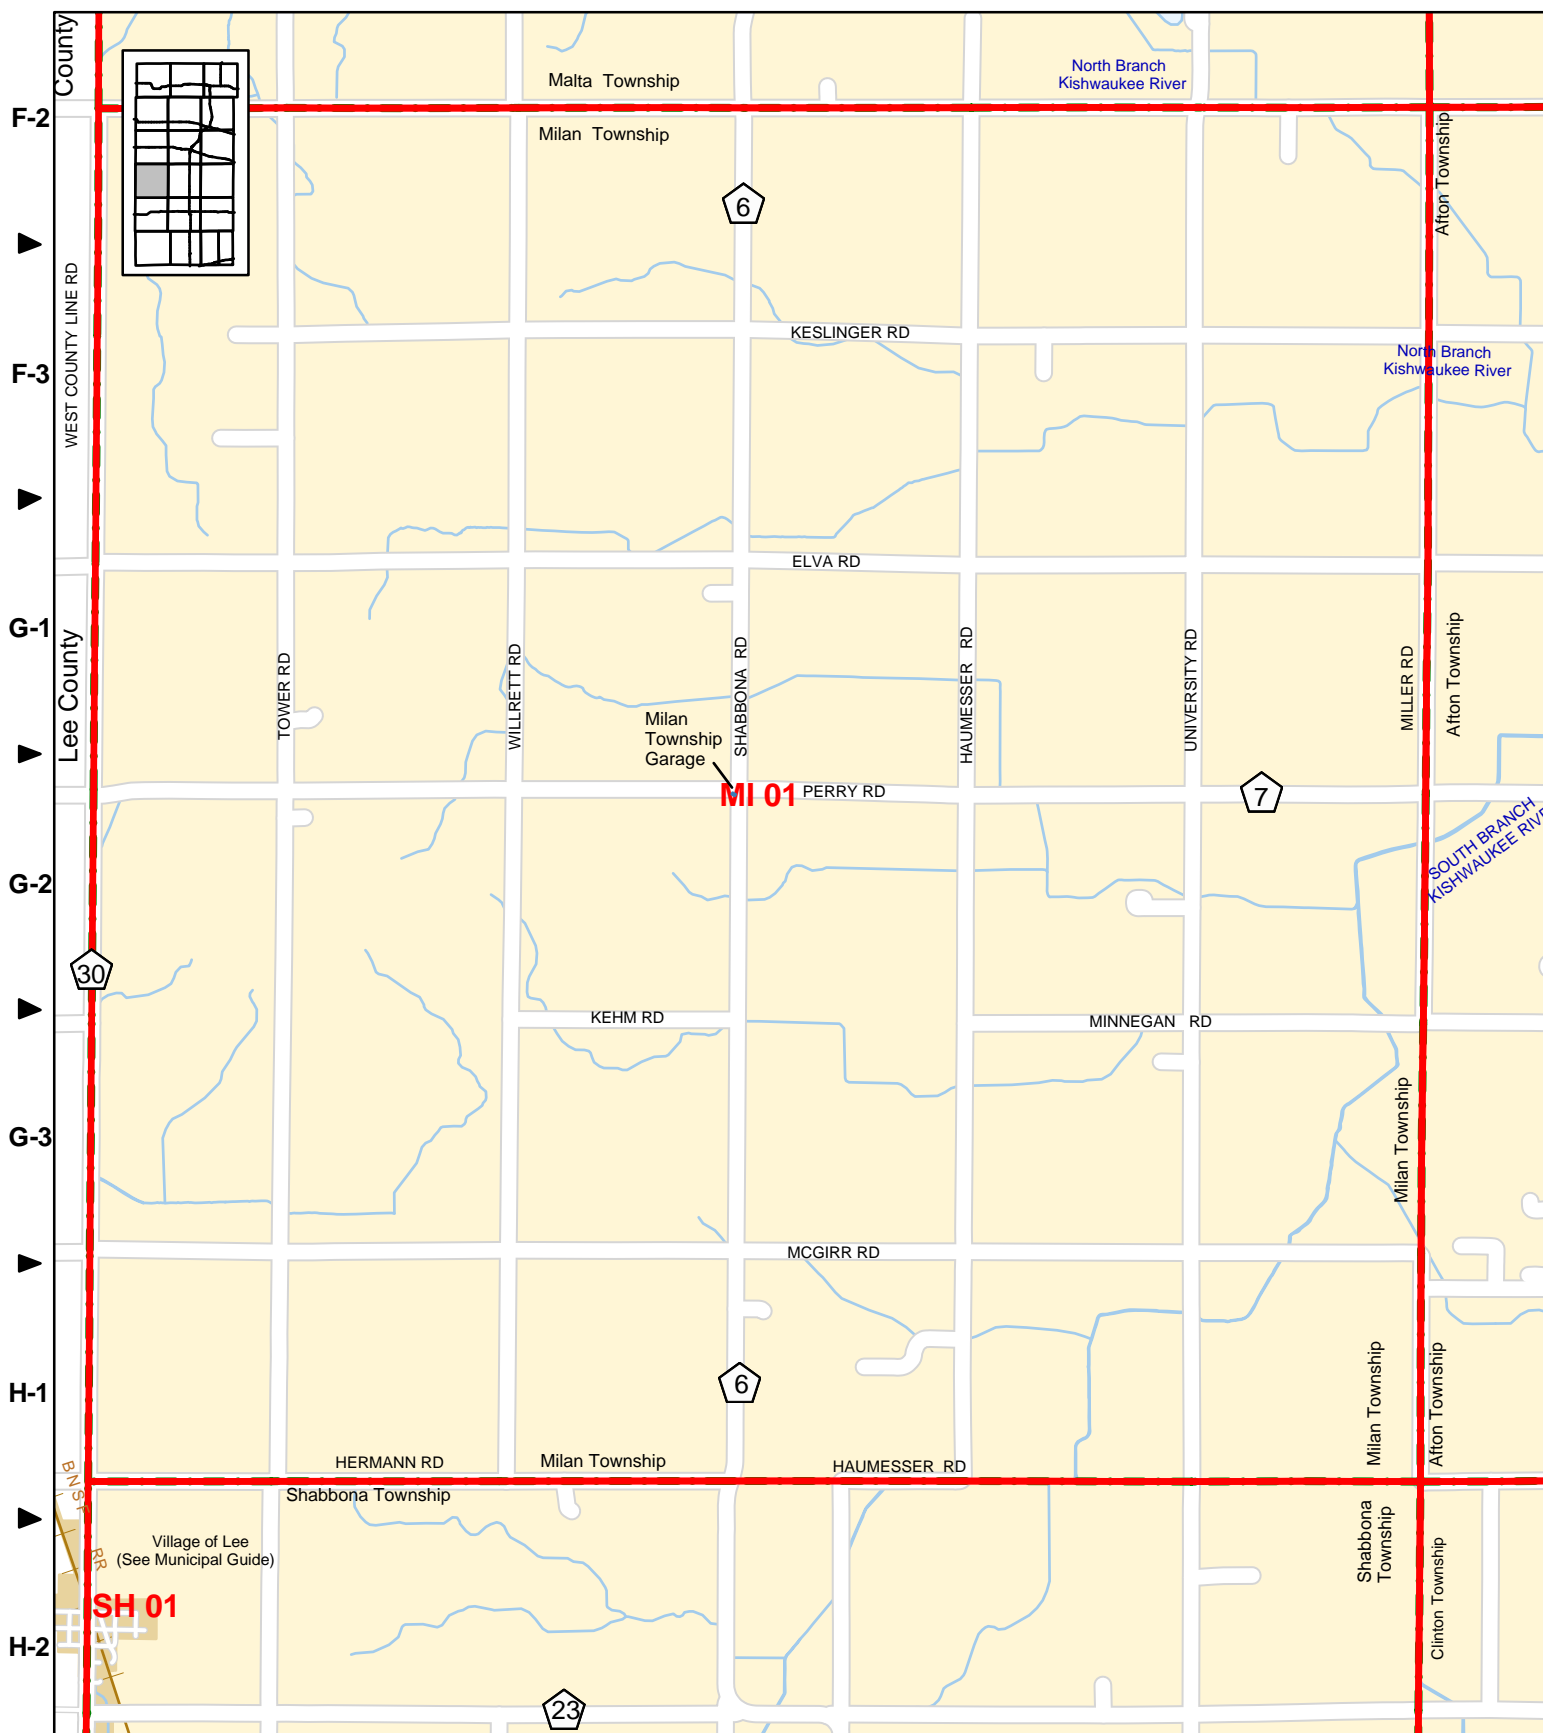 County
Malta  Township
North Branch
Kishwaukee River
F-2
Milan  Township
Afton Township
6
WEST COUNTY LINE RD
KESLINGER RD
North Branch
Kishwaukee River
F-3
ELVA RD
G-1
Lee County
TOWER RD
WILLRETT RD
SHABBONA  RD
HAUMESSER  RD
UNIVERSITY RD
MILLER RD
Afton Township
Milan
Township
Garage
MI 01
PERRY RD
7
SOUTH BRANCH
G-2
30
KEHM RD
MINNEGAN  RD
G-3
Milan Township
MCGIRR RD
6
H-1
Milan Township
Afton Township
HERMANN RD
Milan Township
HAUMESSER  RD
Shabbona Township
BNSF RR
Village of Lee
(See Municipal Guide)
Shabbona
Township
Clinton Township
SH 01
H-2
23